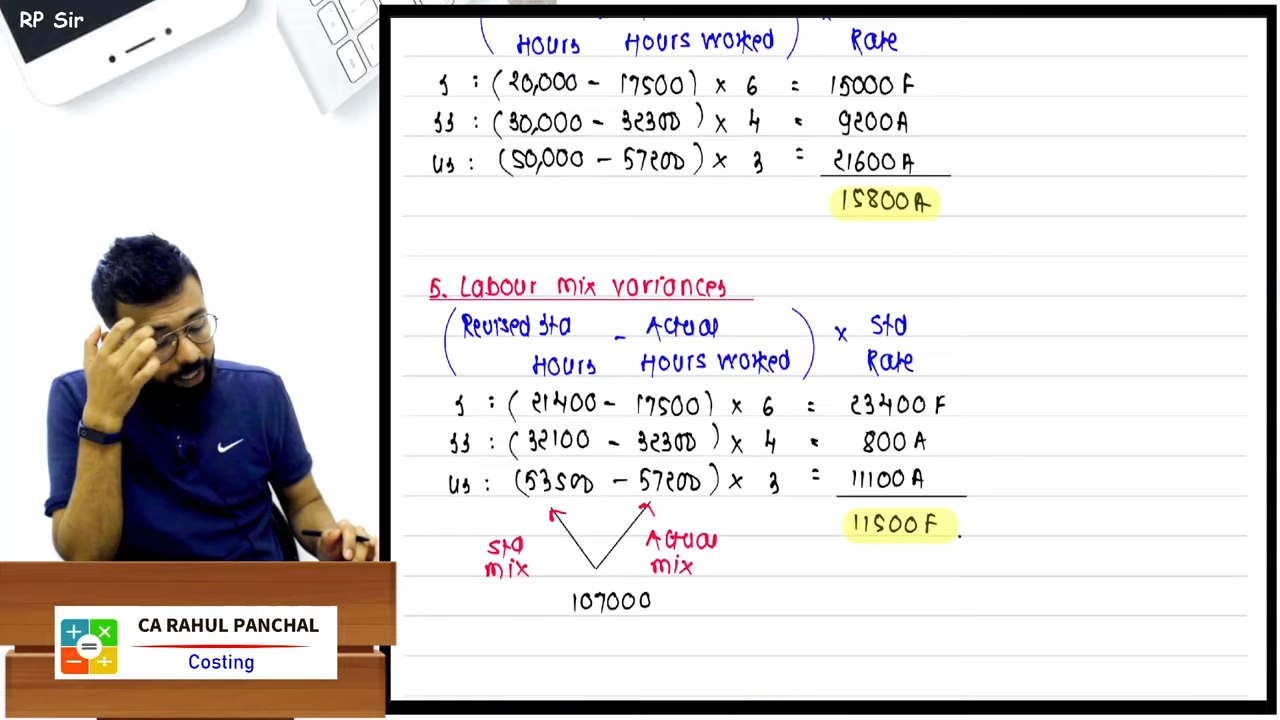 RP Sir
Hours Hours Worked ) × Rate
S : (20,000 - 17500) × 6 = 15000 F
SS : (30,000 - 32300) × 4 = 9200A
US : (50,000 - 57200) × 3 = 21600 A
15800A
5. Labour mix variances
(Revised Std - Actual ) × Std
Hours Hours Worked Rate
S : (21400 - 17500) × 6 = 23400 F
SS : (32100 - 32300) × 4 = 800 A
US : (53500 - 57200) × 3 = 11100 A
11500 F
Std Actual
mix mix
107000
CA RAHUL PANCHAL
Costing